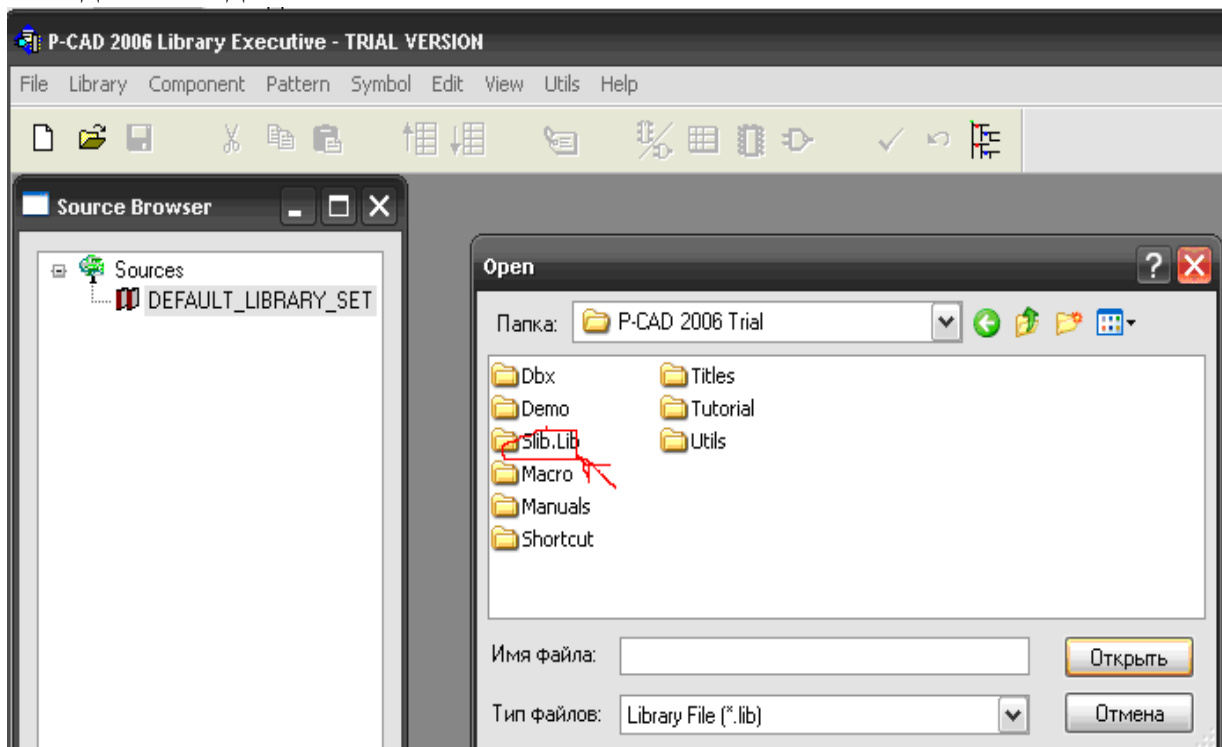 P-CAD 2006 Library Executive - TRIAL VERSION
File Library Component Pattern Symbol Edit View Utils Help
Source Browser
Sources
DEFAULT_LIBRARY_SET
Open
Папка: P-CAD 2006 Trial
Dbx Titles
Demo Tutorial
Slib.Lib Utils
Macro
Manuals
Shortcut
Имя файла: Открыть
Тип файлов: Library File (*.lib) Отмена